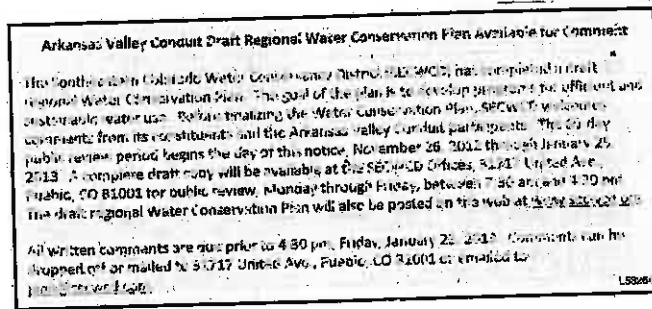 Arkansas Valley Conduit Draft Regional Water Conservation Plan Available for Comment
The Southeastern Colorado Water Conservancy District has completed a draft
regional Water Conservation Plan. The goal of the plan is to develop programs for efficient and
sustainable water use. Before finalizing the Water Conservation Plan, SECWCD welcomes
comments from its constituents and the Arkansas Valley Conduit participants. The 60 day
public review period begins the day of this notice, November 26, 2012 through January 25,
2013. A complete draft copy will be available at the SECWCD Offices, 31717 United Ave.,
Pueblo, CO 81001 for public review, Monday through Friday, between 7:30 am and 4:30 pm.
The draft regional Water Conservation Plan will also be posted on the web at
All written comments are due prior to 4:30 pm, Friday, January 25, 2013. Comments can be
dropped off or mailed to 31717 United Ave., Pueblo, CO 81001 or emailed to